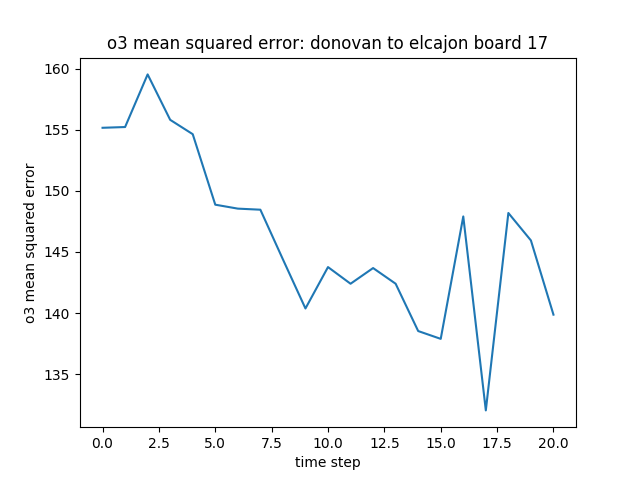 o3 mean squared error: donovan to elcajon board 17
160
155
150
145
140
135
o3 mean squared error
0.0 2.5 5.0 7.5 10.0 12.5 15.0 17.5 20.0
time step